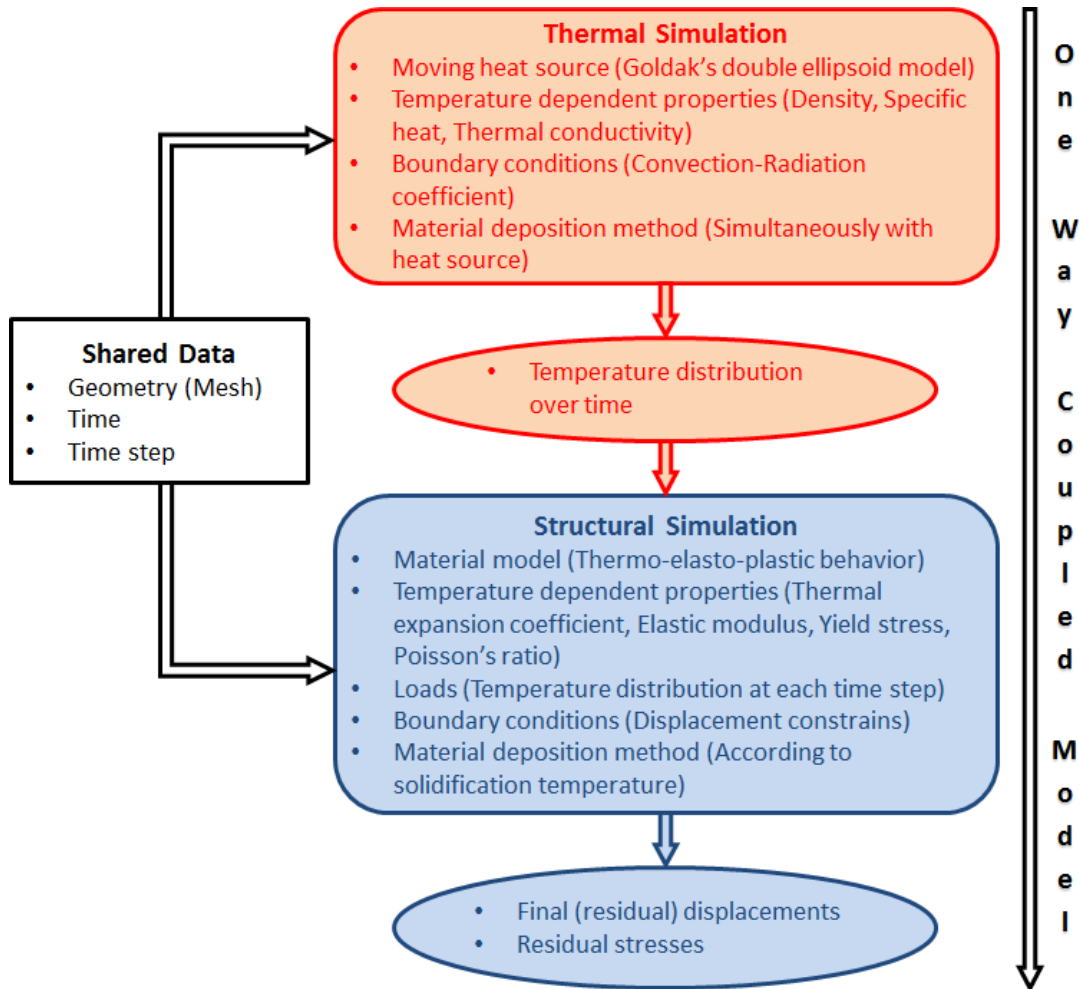 Thermal Simulation
• Moving heat source (Goldak's double ellipsoid model)
• Temperature dependent properties (Density, Specific
heat, Thermal conductivity)
• Boundary conditions (Convection-Radiation
coefficient)
• Material deposition method (Simultaneously with
heat source)
Shared Data
• Geometry (Mesh)
• Time
• Time step
• Temperature distribution
over time
Structural Simulation
• Material model (Thermo-elasto-plastic behavior)
• Temperature dependent properties (Thermal
expansion coefficient, Elastic modulus, Yield stress,
Poisson's ratio)
• Loads (Temperature distribution at each time step)
• Boundary conditions (Displacement constrains)
• Material deposition method (According to
solidification temperature)
• Final (residual) displacements
• Residual stresses
One Way Coupled Model